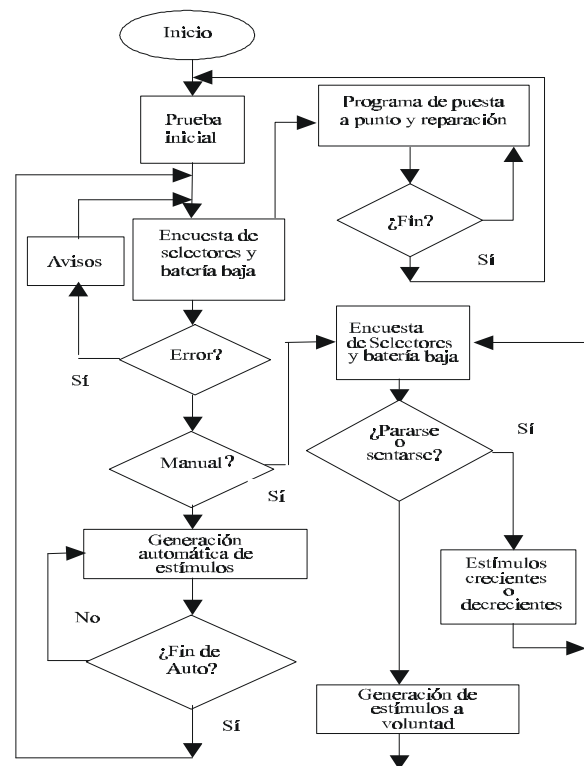 Inicio
Prueba
inicial
Programa de puesta
a punto y reparación
¿Fin?
Sí
Encuesta de
selectores y
batería baja
Avisos
Error?
Sí
Manual?
Sí
Generación
automática de
estímulos
No
¿Fin de
Auto?
Sí
Encuesta
de Selectores
y batería baja
¿Pararse
o
sentarse?
Sí
Estímulos
crecientes
o
decrecientes
Generación de
estímulos a
voluntad